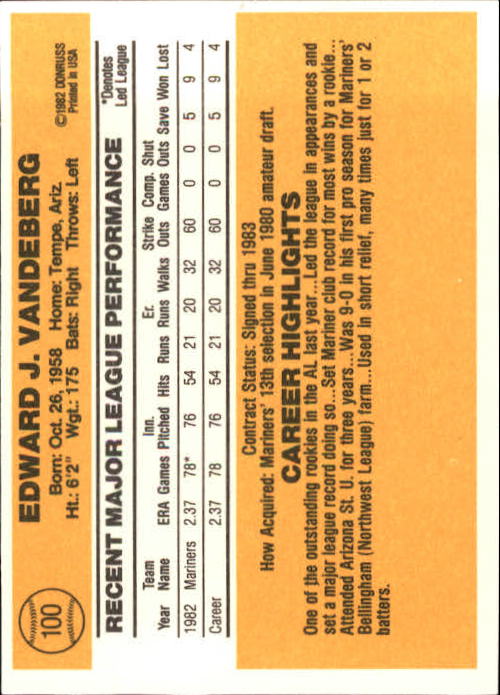 100
EDWARD J. VANDEBERG
©1982 DONRUSS
Printed in USA
Born: Oct. 26, 1958 Home: Tempe, Ariz.
Ht.: 6'2" Wgt.: 175 Bats: Right Throws: Left
RECENT MAJOR LEAGUE PERFORMANCE
*Denotes
Led League
Team Inn. Er. Strike Comp. Shut
Year Name ERA Games Pitched Hits Runs Runs Walks Outs Games Outs Save Won Lost
1982 Mariners 2.37 78* 76 54 21 20 32 60 0 0 5 9 4
Career 2.37 78 76 54 21 20 32 60 0 0 5 9 4
Contract Status: Signed thru 1983
How Acquired: Mariners' 13th selection in June 1980 amateur draft.
CAREER HIGHLIGHTS
One of the outstanding rookies in the AL last year...Led the league in appearances and
set a major league record doing so...Set Mariner club record for most wins by a rookie...
Attended Arizona St. U. for three years...Was 9-0 in his first pro season for Mariners'
Bellingham (Northwest League) farm...Used in short relief, many times just for 1 or 2
batters.